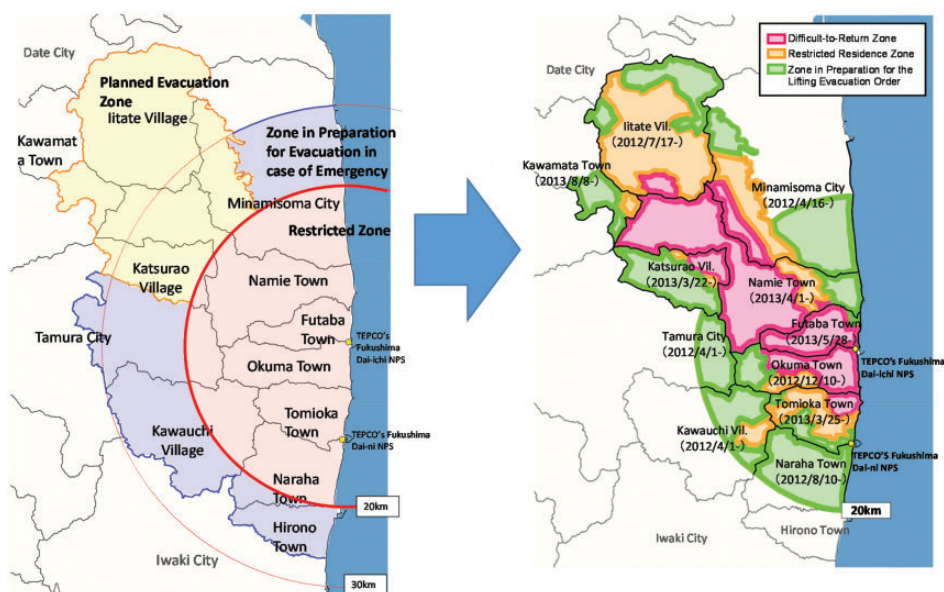 Date City
Planned Evacuation
Zone
Iitate Village
Kawamat
a Town
Zone in Preparation
for Evacuation in
case of Emergency
Minamisoma City
Restricted Zone
Katsurao
Village
Namie Town
Futaba
Town
TEPCO's
Fukushima
Dai-ichi NPS
Tamura City
Okuma Town
Tomioka
Town
TEPCO's Fukushima
Dai-ni NPS
Kawauchi
Village
Naraha
Town
20km
Hirono
Town
Iwaki City
30km
Difficult-to-Return Zone
Restricted Residence Zone
Zone in Preparation for the
Lifting Evacuation Order
Date City
Iitate Vil.
(2012/7/17-)
Kawamata Town
(2013/8/8-)
Minamisoma City
(2012/4/16-)
Katsurao Vil.
(2013/3/22-)
Namie Town
(2013/4/1-)
Tamura City
(2012/4/1-)
Futaba Town
(2013/5/28-)
TEPCO's Fukushima
Dai-ichi NPS
Okuma Town
(2012/12/10-)
Tomioka Town
(2013/3/25-)
Kawauchi Vil.
(2012/4/1-)
TEPCO's Fukushima
Dai-ni NPS
Naraha Town
(2012/8/10-)
20km
Hirono Town
Iwaki City